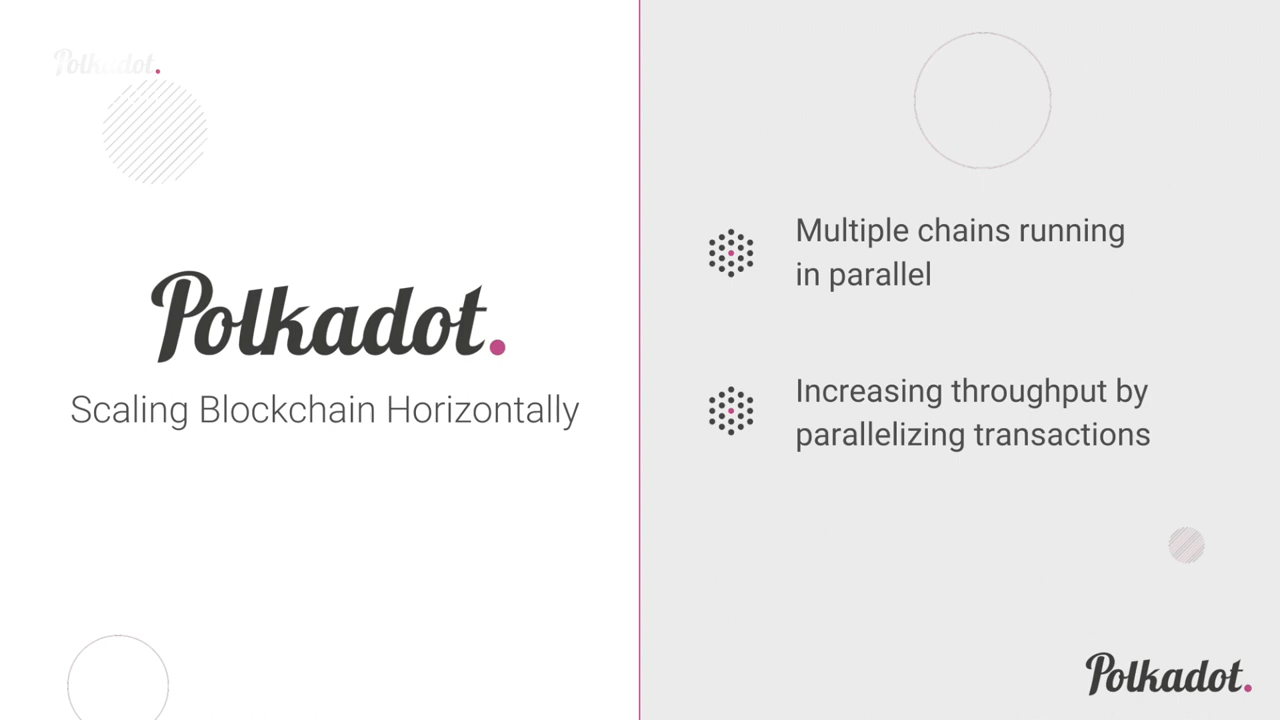 Polkadot.
Polkadot.
Scaling Blockchain Horizontally
Multiple chains running
in parallel
Increasing throughput by
parallelizing transactions
Polkadot.